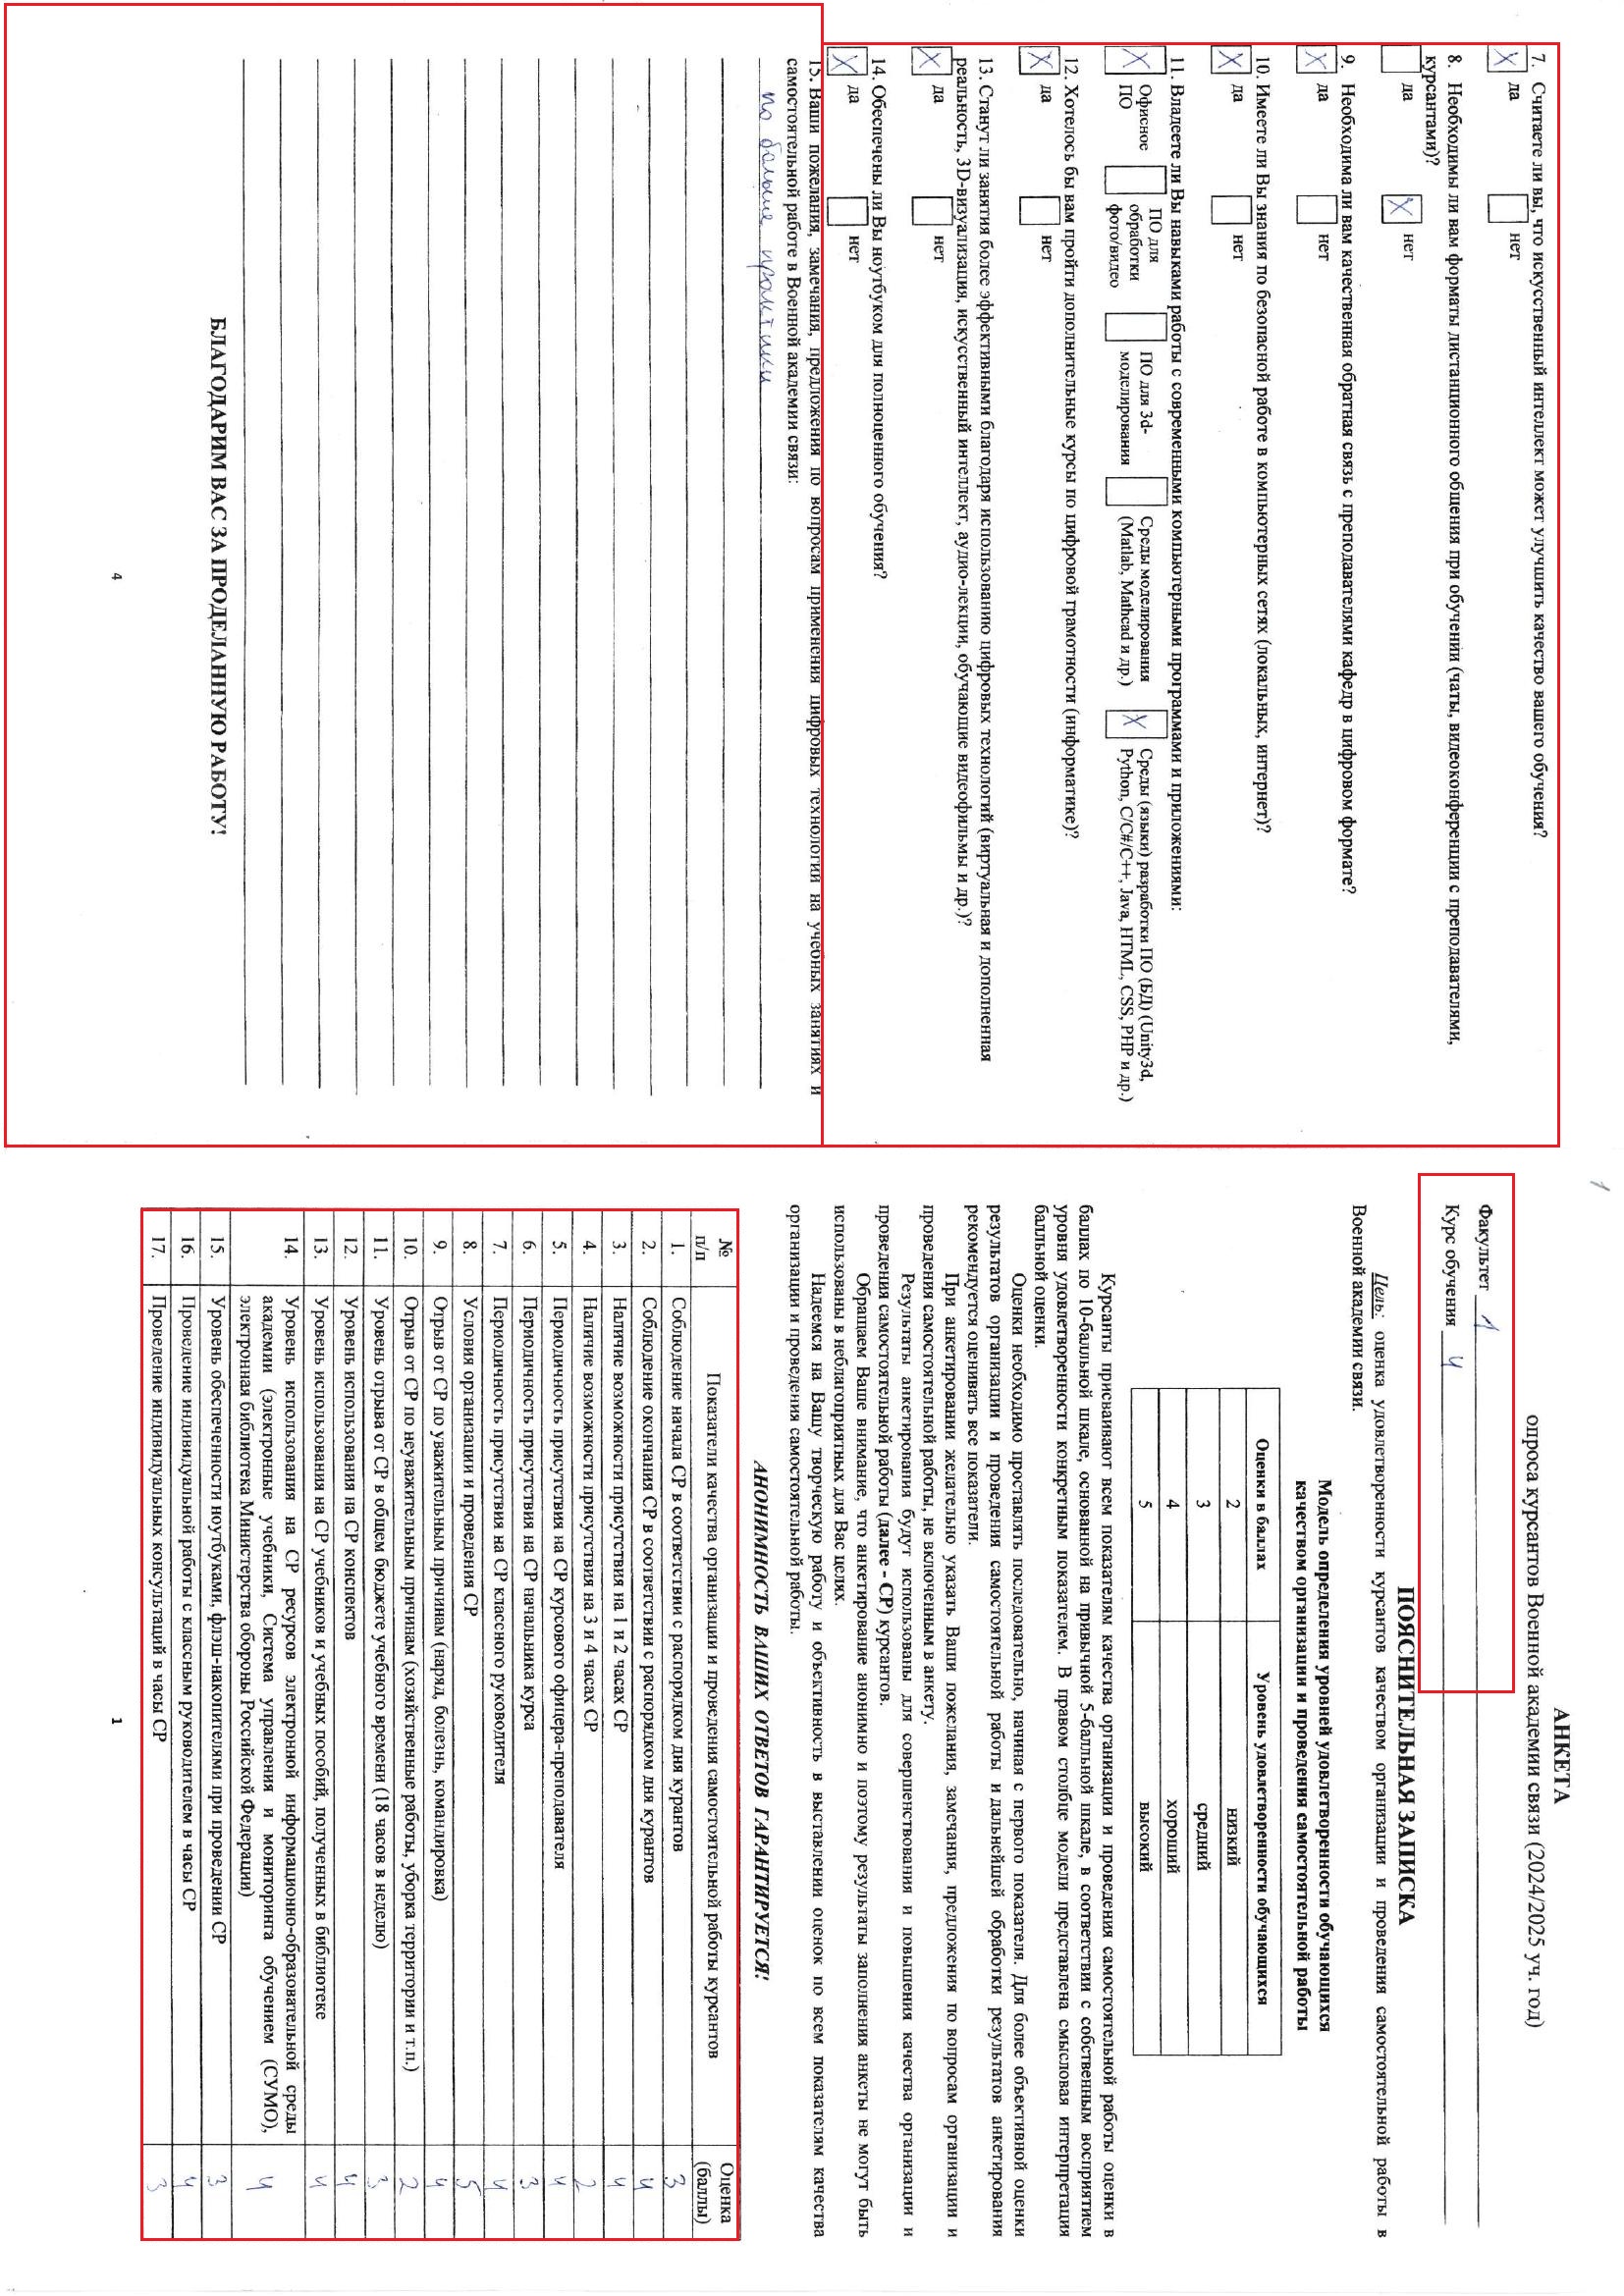 7. Считаете ли вы, что искусственный интеллект может улучшить качество вашего обучения?
X да нет
8. Необходимы ли вам форматы дистанционного общения при обучении (чаты, видеоконференции с преподавателями,
курсантами)?
да X нет
9 Необходима ли вам качественная обратная связь с преподавателями кафедр в цифровом формате?
X да нет
10. Имеете ли Вы знания по безопасной работе в компьютерных сетях (локальных, интернет)?
X да нет
11. Владеете ли Вы навыками работы с современными компьютерными программами и приложениями:
X Офисное ПО для ПО для 3d- Среды моделирования X Среды (языки) разработки ПО (БД) (Unity3d,
ПО обработки моделирования (Matlab, Mathcad и др.) Python, C/C#/C++, Java, HTML, CSS, PHP и др.)
фото/видео
12. Хотелось бы вам пройти дополнительные курсы по цифровой грамотности (информатике)?
X да нет
13. Станут ли занятия более эффективными благодаря использованию цифровых технологий (виртуальная и дополненная
реальность, 3D-визуализация, искусственный интеллект, аудио-лекции, обучающие видеофильмы и др.)?
X да нет
14. Обеспечены ли Вы ноутбуком для полноценного обучения?
X да нет
15. Ваши пожелания, замечания, предложения по вопросам применения цифровых технологий на учебных занятиях и
самостоятельной работе в Военной академии связи:
по больше практики
БЛАГОДАРИМ ВАС ЗА ПРОДЕЛАННУЮ РАБОТУ!
4
1
АНКЕТА
опроса курсантов Военной академии связи (2024/2025 уч. год)
Факультет 1
Курс обучения 4
ПОЯСНИТЕЛЬНАЯ ЗАПИСКА
Цель: оценка удовлетворенности курсантов качеством организации и проведения самостоятельной работы в
Военной академии связи.
Модель определения уровней удовлетворенности обучающихся
качеством организации и проведения самостоятельной работы
Оценки в баллах Уровень удовлетворенности обучающихся
2 низкий
3 средний
4 хороший
5 высокий
Курсанты присваивают всем показателям качества организации и проведения самостоятельной работы оценки в
баллах по 10-балльной шкале, основанной на привычной 5-балльной шкале, в соответствии с собственным восприятием
уровня удовлетворенности конкретным показателем. В правом столбце модели представлена смысловая интерпретация
балльной оценки.
Оценки необходимо проставлять последовательно, начиная с первого показателя. Для более объективной оценки
результатов организации и проведения самостоятельной работы и дальнейшей обработки результатов анкетирования
рекомендуется оценивать все показатели.
При анкетировании желательно указать Ваши пожелания, замечания, предложения по вопросам организации и
проведения самостоятельной работы, не включенным в анкету.
Результаты анкетирования будут использованы для совершенствования и повышения качества организации и
проведения самостоятельной работы (далее - СР) курсантов.
Обращаем Ваше внимание, что анкетирование анонимно и поэтому результаты заполнения анкеты не могут быть
использованы в неблагоприятных для Вас целях.
Надеемся на Вашу творческую работу и объективность в выставлении оценок по всем показателям качества
организации и проведения самостоятельной работы.
АНОНИМНОСТЬ ВАШИХ ОТВЕТОВ ГАРАНТИРУЕТСЯ!
№ п/п Показатели качества организации и проведения самостоятельной работы курсантов Оценка (баллы)
1. Соблюдение начала СР в соответствии с распорядком дня курантов 3
2. Соблюдение окончания СР в соответствии с распорядком дня курантов 4
3. Наличие возможности присутствия на 1 и 2 часах СР 4
4. Наличие возможности присутствия на 3 и 4 часах СР 2
5. Периодичность присутствия на СР курсового офицера-преподавателя 4
6. Периодичность присутствия на СР начальника курса 3
7. Периодичность присутствия на СР классного руководителя 4
8. Условия организации и проведения СР 5
9. Отрыв от СР по уважительным причинам (наряд, болезнь, командировка) 4
10. Отрыв от СР по неуважительным причинам (хозяйственные работы, уборка территории и т.п.) 2
11. Уровень отрыва от СР в общем бюджете учебного времени (18 часов в неделю) 3
12. Уровень использования на СР конспектов 4
13. Уровень использования на СР учебников и учебных пособий, полученных в библиотеке 4
14. Уровень использования на СР ресурсов электронной информационно-образовательной среды
академии (электронные учебники, Система управления и мониторинга обучением (СУМО),
электронная библиотека Министерства обороны Российской Федерации) 4
15. Уровень обеспеченности ноутбуками, флэш-накопителями при проведении СР 3
16. Проведение индивидуальной работы с классным руководителем в часы СР 4
17. Проведение индивидуальных консультаций в часы СР 3
1